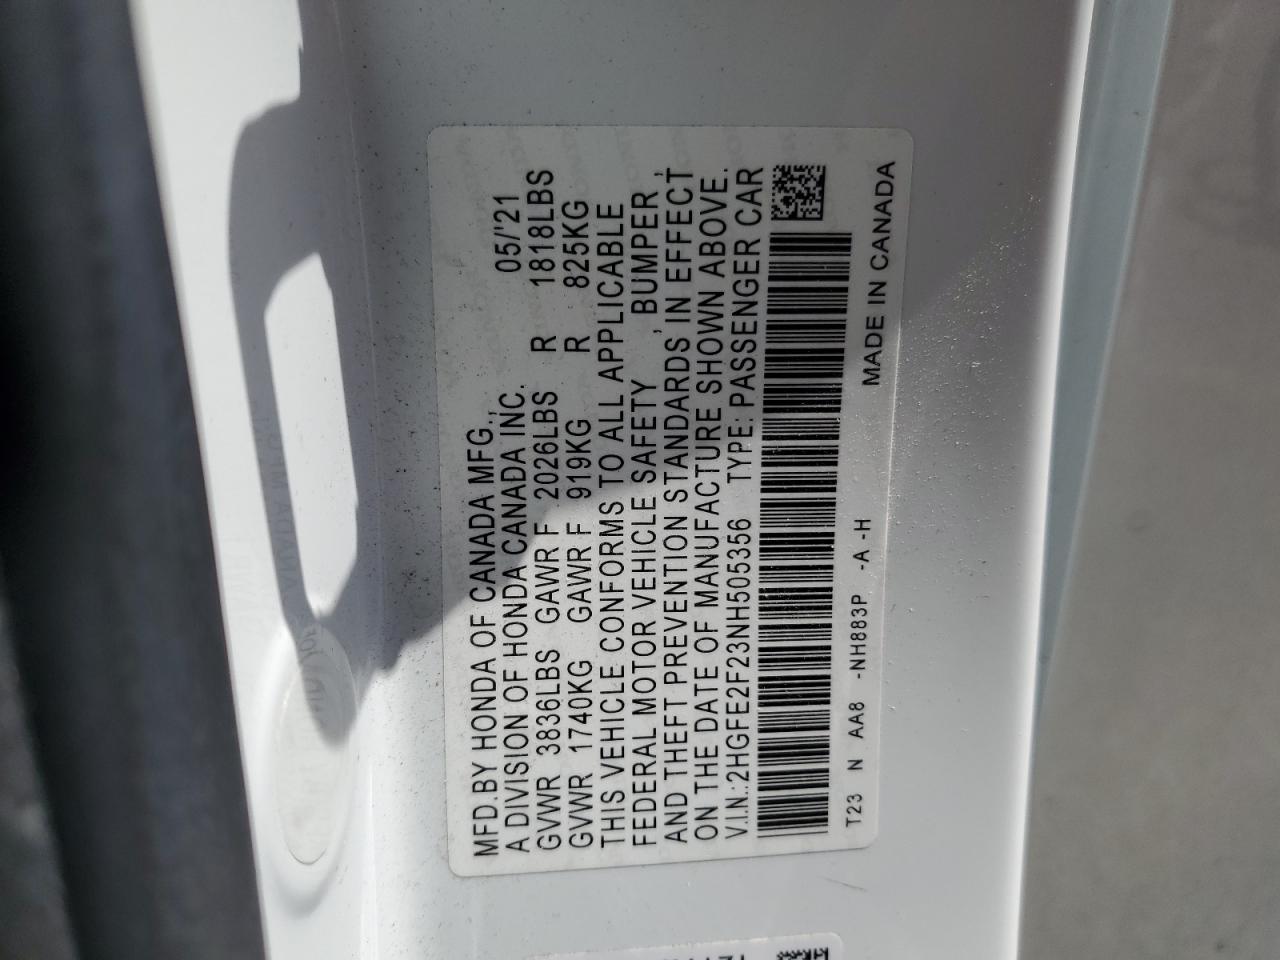 MFD.BY HONDA OF CANADA MFG.,
A DIVISION OF HONDA CANADA INC. 05/'21
GVWR 3836LBS GAWR F 2026LBS R 1818LBS
GVWR 1740KG GAWR F 919KG R 825KG
THIS VEHICLE CONFORMS TO ALL APPLICABLE
FEDERAL MOTOR VEHICLE SAFETY , BUMPER ,
AND THEFT PREVENTION STANDARDS, IN EFFECT
ON THE DATE OF MANUFACTURE SHOWN ABOVE.
V.I.N.:2HGFE2F23NH505356 TYPE: PASSENGER CAR
T23 N AA8 -NH883P -A -H
MADE IN CANADA